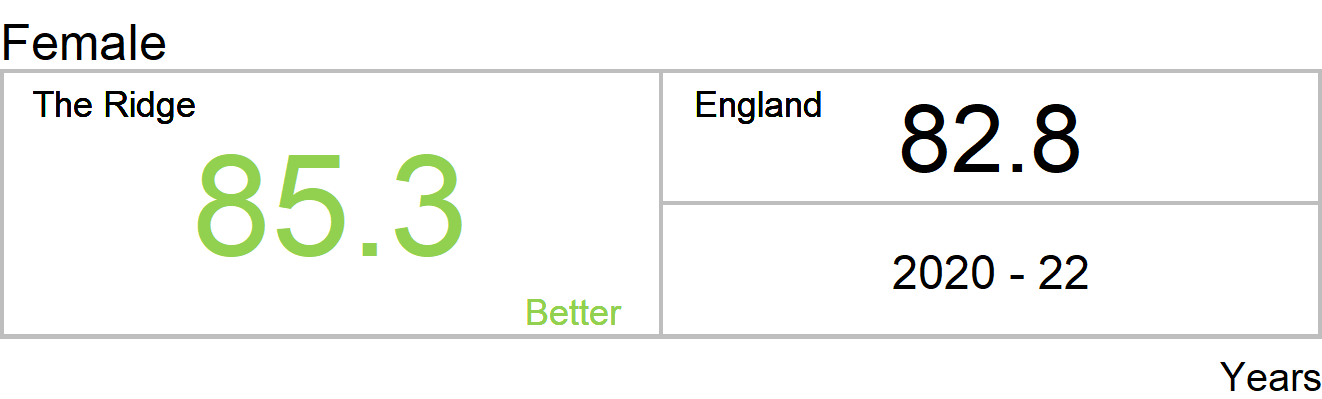 Female
The Ridge
85.3
Better
England
82.8
2020 - 22
Years